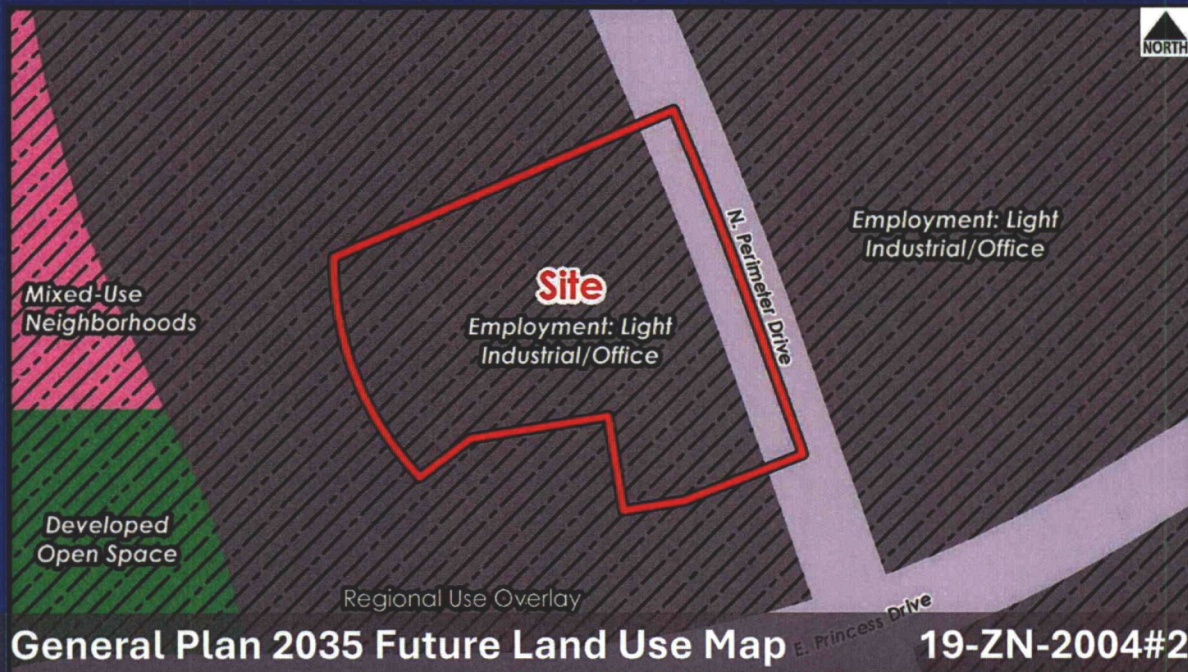 NORTH
N. Perimeter Drive
Employment: Light
Industrial/Office
Site
Employment: Light
Industrial/Office
Mixed-Use
Neighborhoods
Developed
Open Space
Regional Use Overlay
E. Princess Drive
General Plan 2035 Future Land Use Map
19-ZN-2004#2